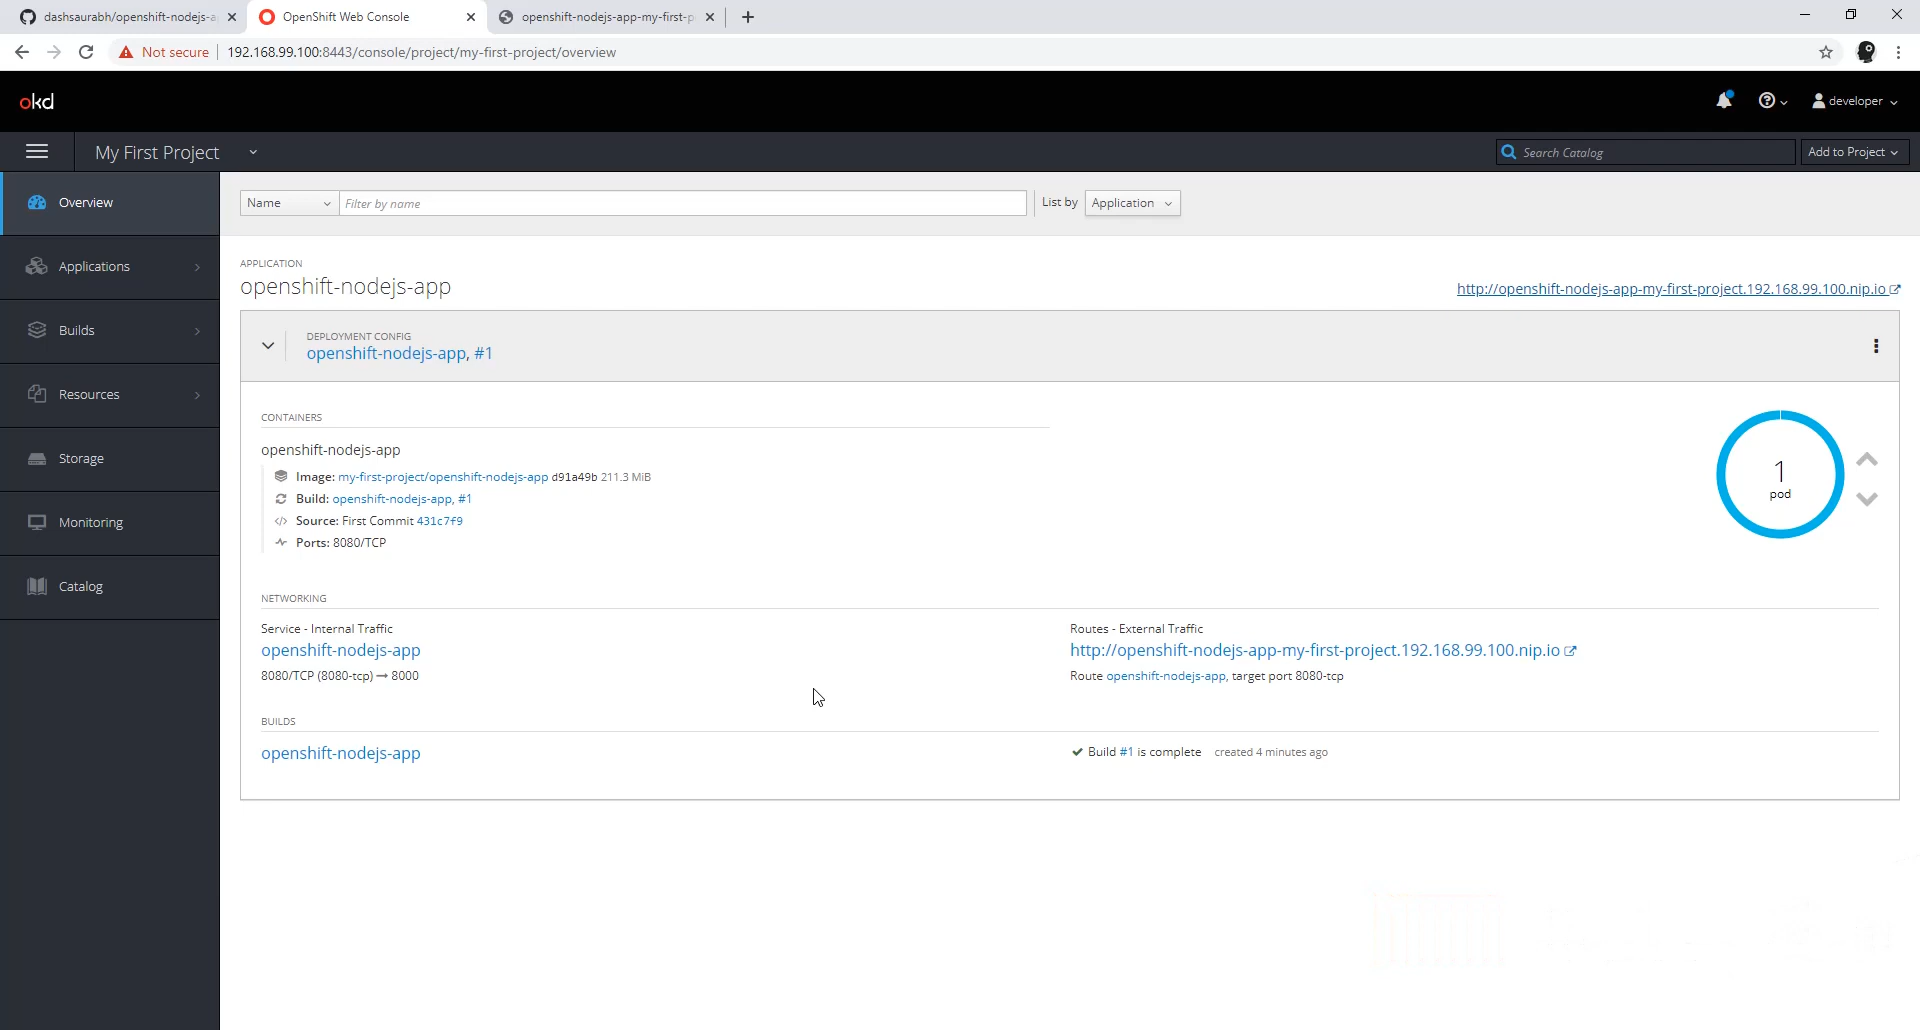 dashsaurabh/openshift-nodejs-a
OpenShift Web Console
openshift-nodejs-app-my-first-p
Not secure
192.168.99.100:8443/console/project/my-first-project/overview
okd
developer
My First Project
Search Catalog
Add to Project
Overview
Applications
Builds
Resources
Storage
Monitoring
Catalog
Name
Filter by name
List by
Application
APPLICATION
openshift-nodejs-app
http://openshift-nodejs-app-my-first-project.192.168.99.100.nip.io
DEPLOYMENT CONFIG
openshift-nodejs-app, #1
CONTAINERS
openshift-nodejs-app
Image: my-first-project/openshift-nodejs-app d91a49b 211.3 MiB
Build: openshift-nodejs-app, #1
Source: First Commit 431c7f9
Ports: 8080/TCP
1
pod
NETWORKING
Service - Internal Traffic
openshift-nodejs-app
8080/TCP (8080-tcp) → 8000
Routes - External Traffic
http://openshift-nodejs-app-my-first-project.192.168.99.100.nip.io
Route openshift-nodejs-app, target port 8080-tcp
BUILDS
openshift-nodejs-app
Build #1 is complete created 4 minutes ago